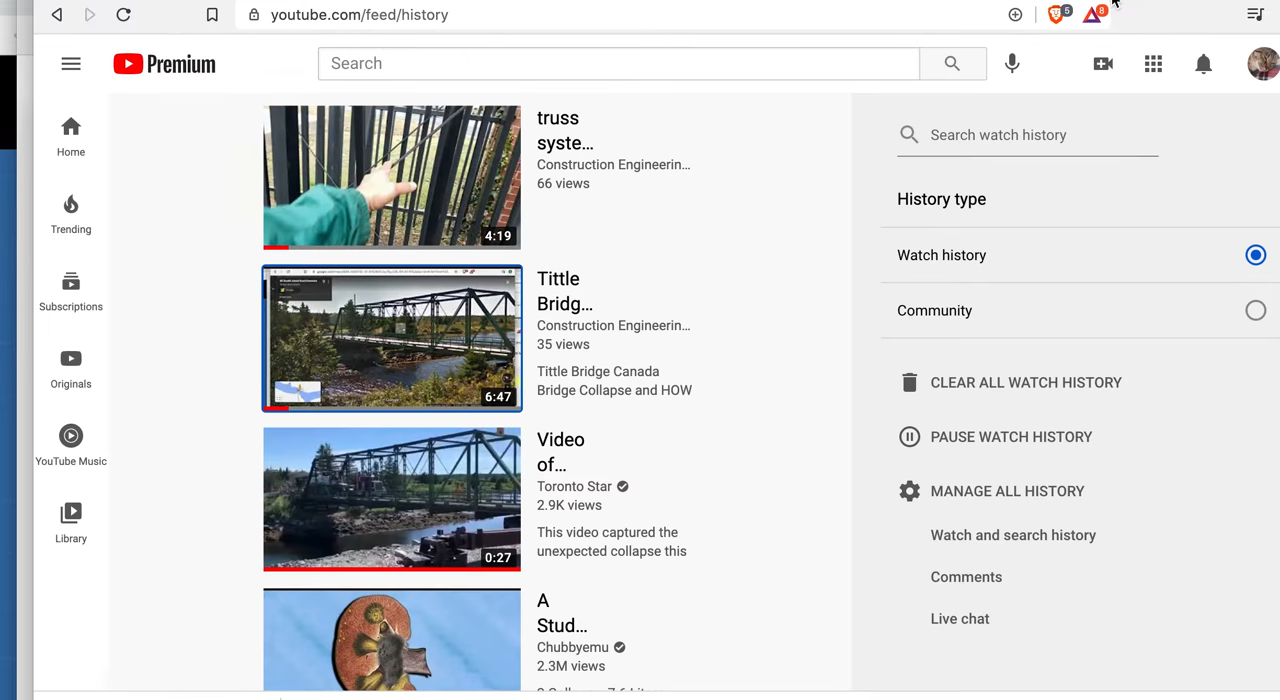 youtube.com/feed/history
5
8
Premium
Search
Home
Trending
Subscriptions
Originals
YouTube Music
Library
4:19
truss
syste...
Construction Engineerin...
66 views
6:47
Tittle
Bridg...
Construction Engineerin...
35 views
Tittle Bridge Canada
Bridge Collapse and HOW
0:27
Video
of...
Toronto Star
2.9K views
This video captured the
unexpected collapse this
A
Stud...
Chubbyemu
2.3M views
Search watch history
History type
Watch history
Community
CLEAR ALL WATCH HISTORY
PAUSE WATCH HISTORY
MANAGE ALL HISTORY
Watch and search history
Comments
Live chat